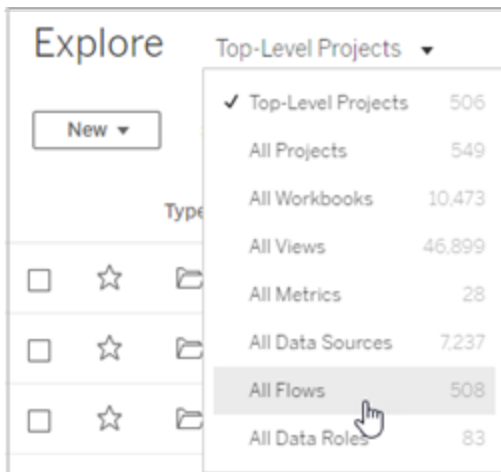 Explore Top-Level Projects
✓ Top-Level Projects 506
New
All Projects 549
All Workbooks 10,473
Type
All Views 46,899
All Metrics 28
All Data Sources 7,237
All Flows 508
All Data Roles 83